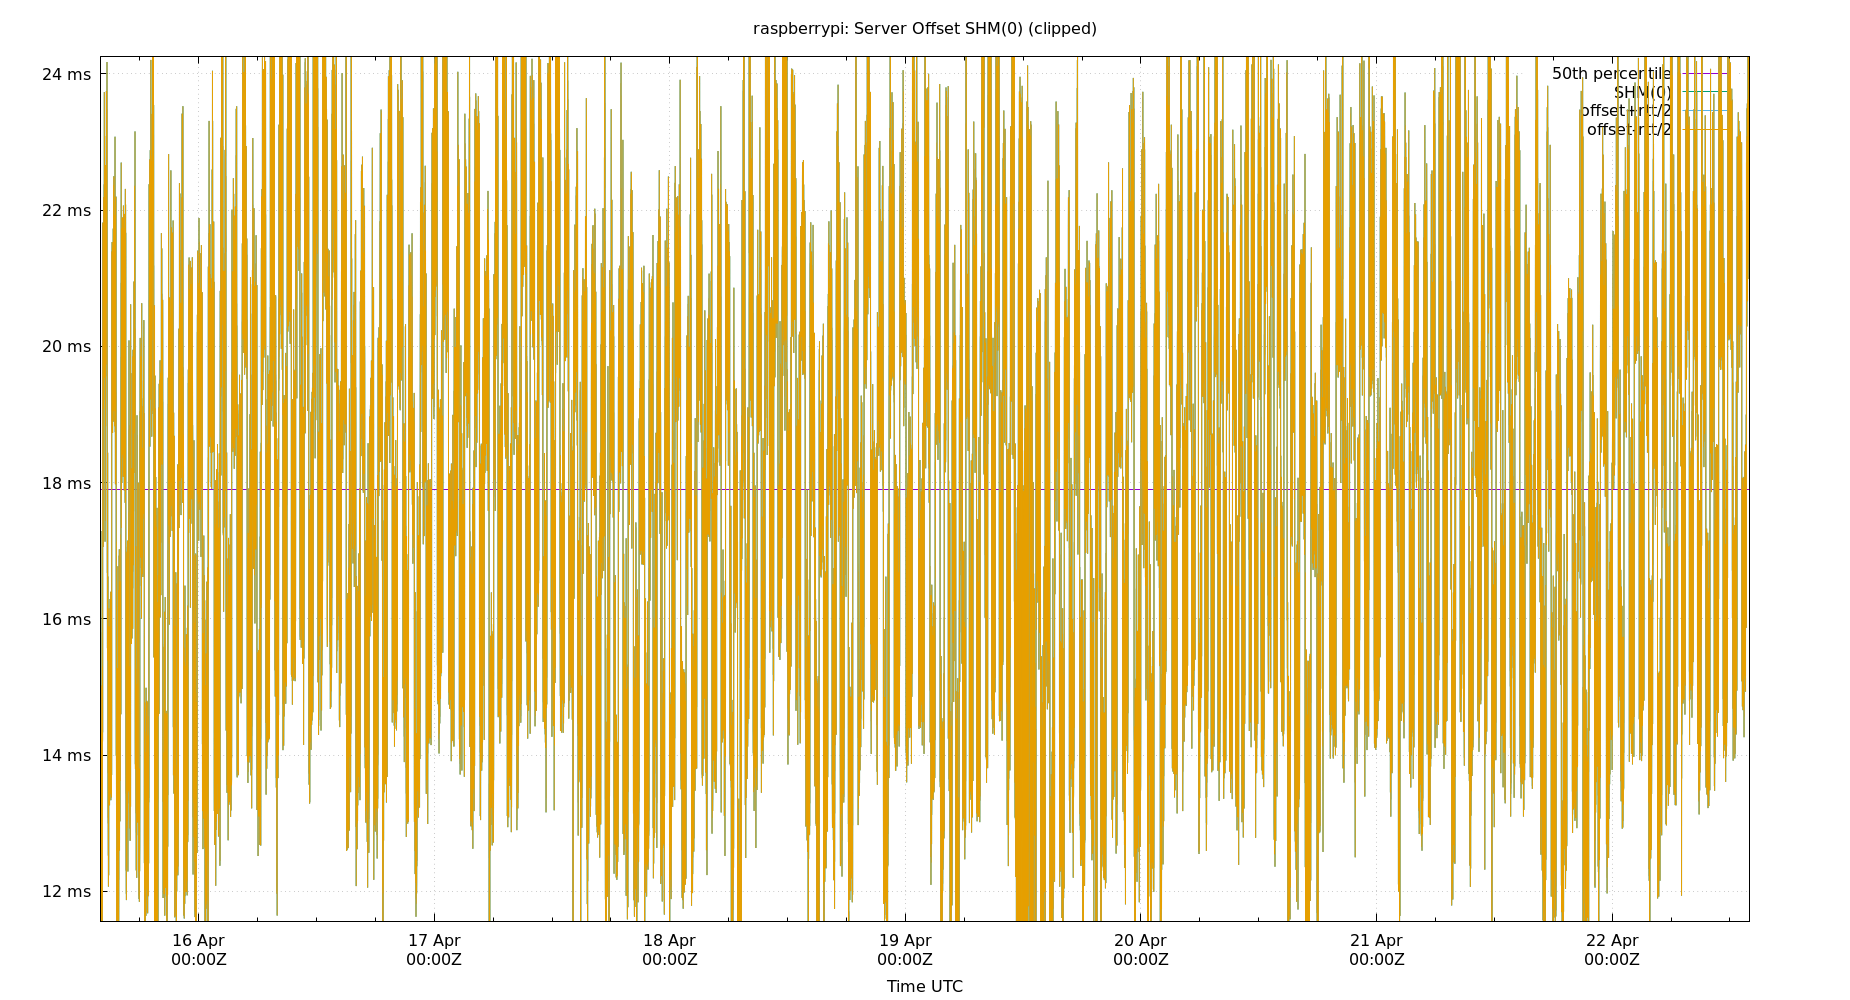 raspberrypi: Server Offset SHM(0) (clipped)
24 ms
22 ms
20 ms
18 ms
16 ms
14 ms
12 ms
50th percentile
SHM(0)
offset+rtt/2
offset-rtt/2
16 Apr
00:00Z
17 Apr
00:00Z
18 Apr
00:00Z
19 Apr
00:00Z
20 Apr
00:00Z
21 Apr
00:00Z
22 Apr
00:00Z
Time UTC